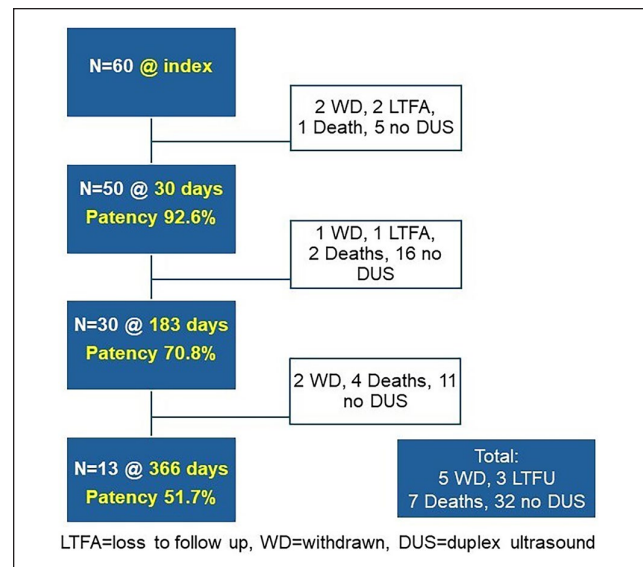 N=60 @ index
2 WD, 2 LTFA,
1 Death, 5 no DUS
N=50 @ 30 days
Patency 92.6%
1 WD, 1 LTFA,
2 Deaths, 16 no
DUS
N=30 @ 183 days
Patency 70.8%
2 WD, 4 Deaths, 11
no DUS
N=13 @ 366 days
Patency 51.7%
Total:
5 WD, 3 LTFU
7 Deaths, 32 no DUS
LTFA=loss to follow up, WD=withdrawn, DUS=duplex ultrasound